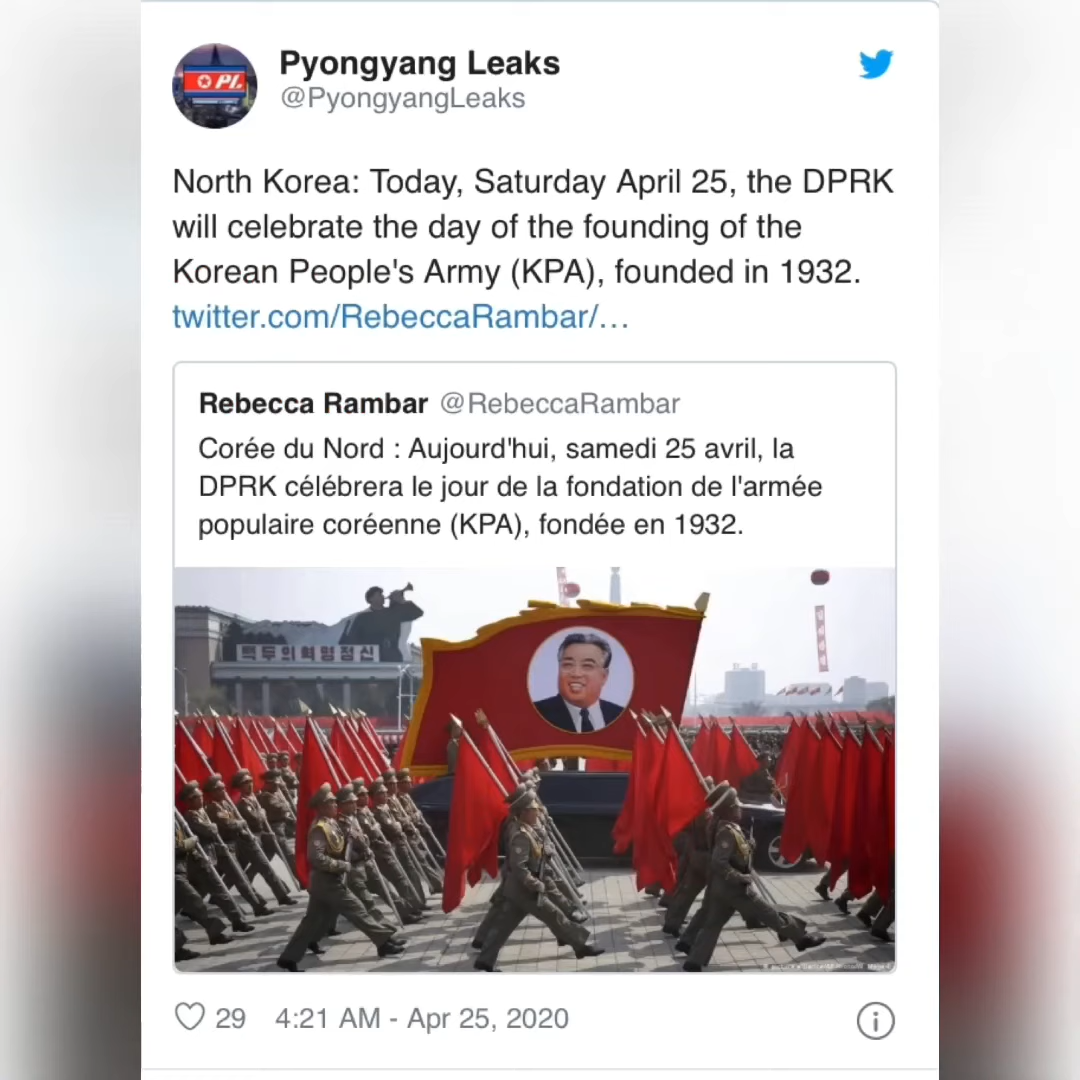 PL
Pyongyang Leaks
@PyongyangLeaks
North Korea: Today, Saturday April 25, the DPRK
will celebrate the day of the founding of the
Korean People's Army (KPA), founded in 1932.
twitter.com/RebeccaRambar/…
Rebecca Rambar @RebeccaRambar
Corée du Nord : Aujourd'hui, samedi 25 avril, la
DPRK célébrera le jour de la fondation de l'armée
populaire coréenne (KPA), fondée en 1932.
백두의혁명정신
29 4:21 AM - Apr 25, 2020